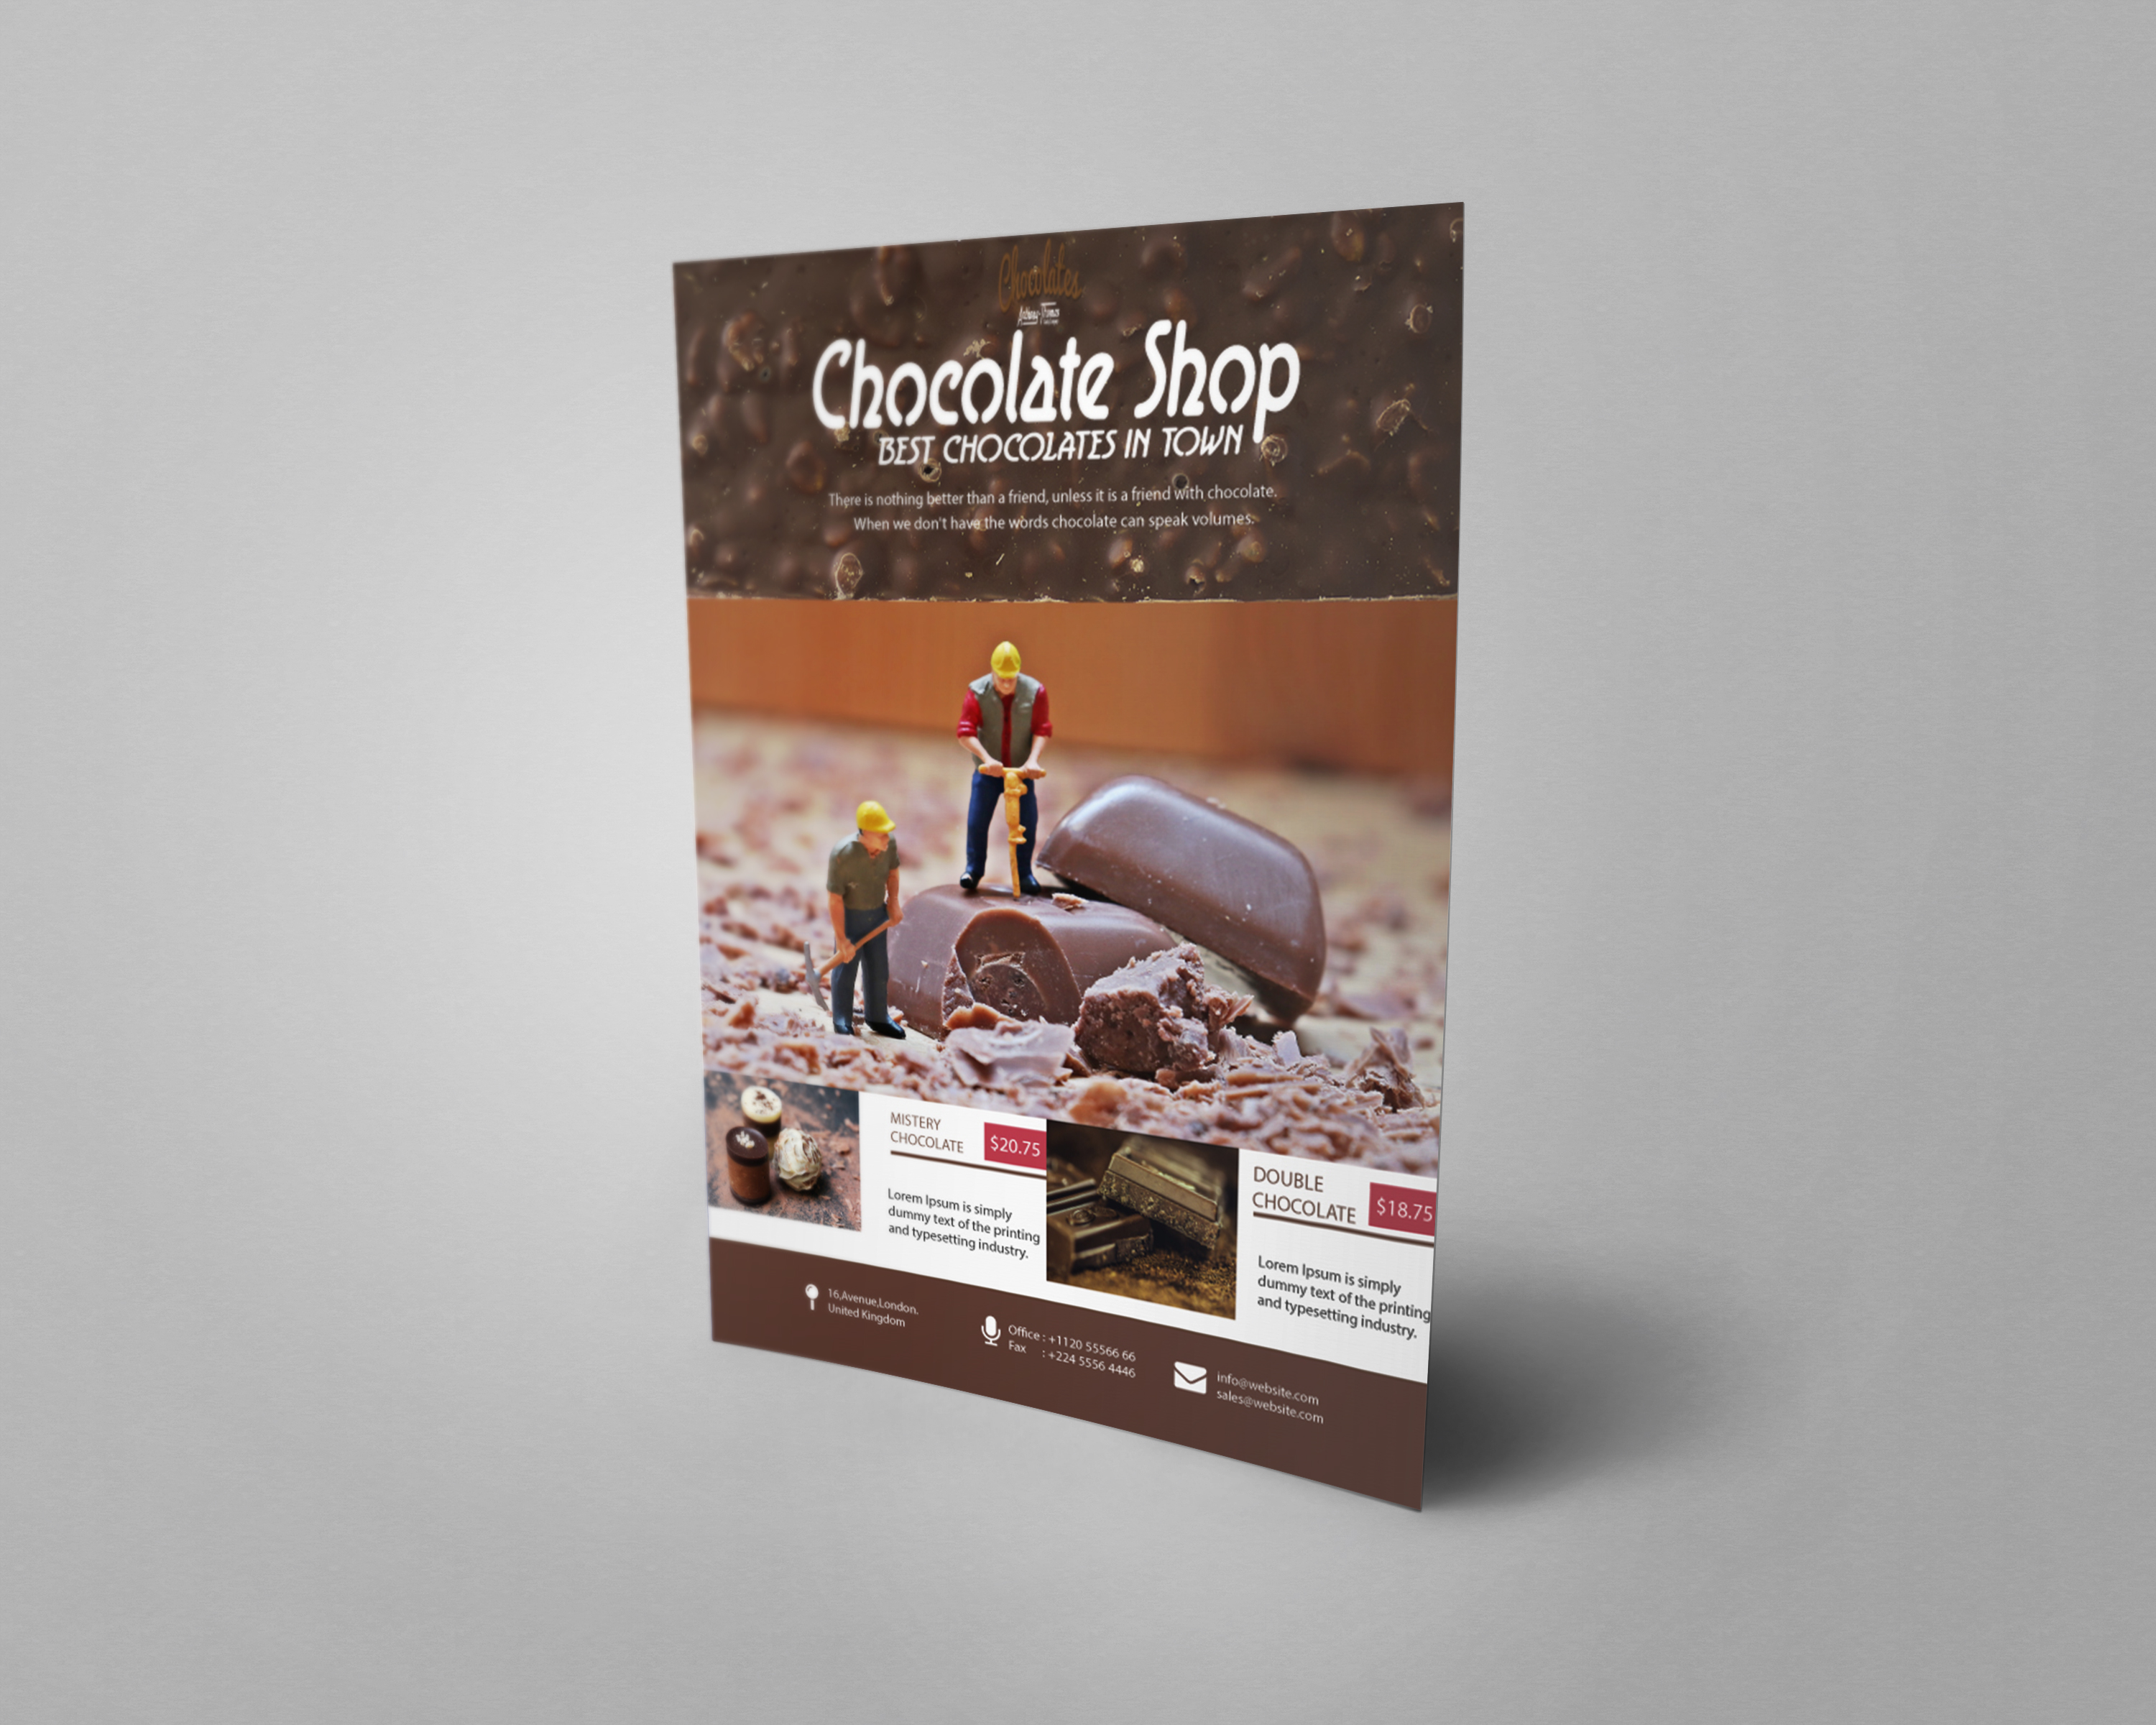 Chocolates
Anthony-Thomas
Chocolate Shop
BEST CHOCOLATES IN TOWN
There is nothing better than a friend, unless it is a friend with chocolate.
When we don't have the words chocolate can speak volumes.
MISTERY
CHOCOLATE
$20.75
Lorem Ipsum is simply
dummy text of the printing
and typesetting industry.
DOUBLE
CHOCOLATE
$18.75
Lorem Ipsum is simply
dummy text of the printing
and typesetting industry.
16,Avenue,London.
United Kingdom
Office : +1120 55566 66
Fax : +224 5556 4446
info@website.com
sales@website.com